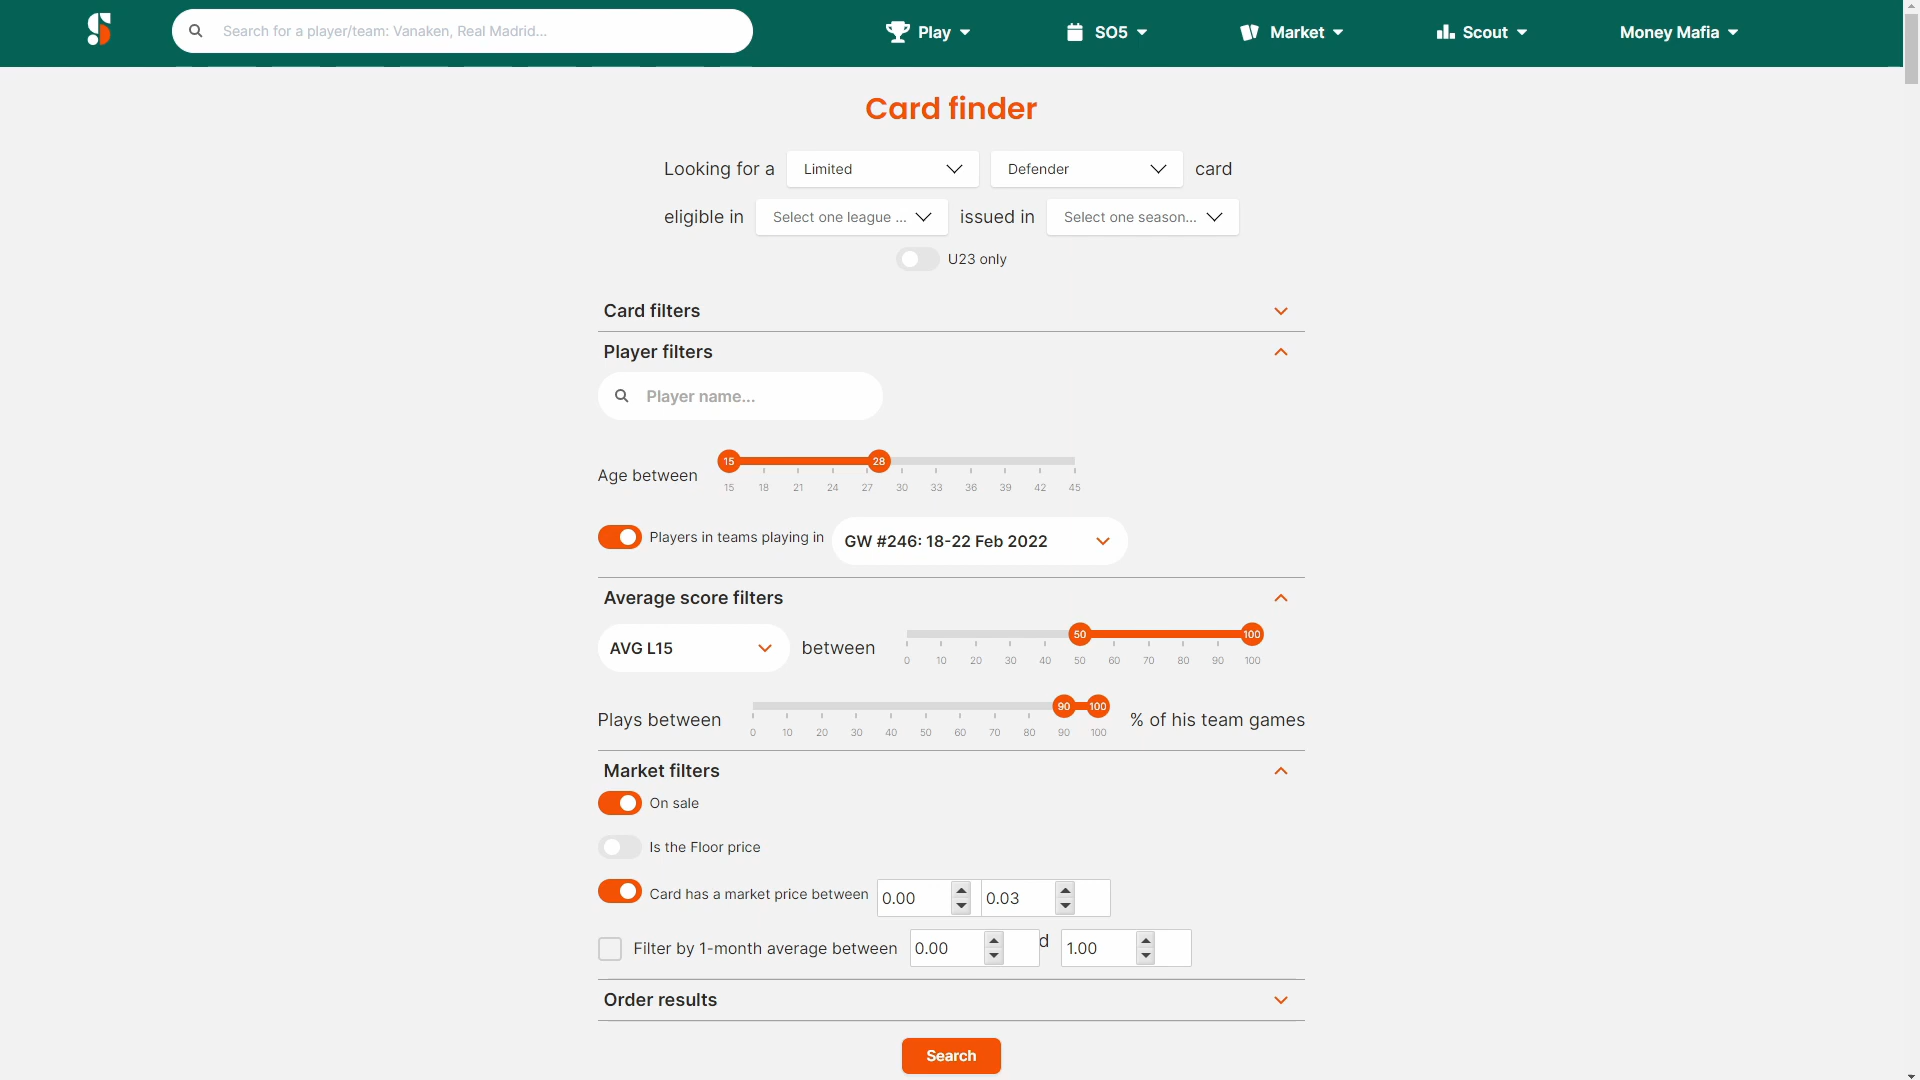 Search for a player/team: Vanaken, Real Madrid...
Play
SO5
Market
Scout
Money Mafia
Card finder
Looking for a Limited Defender card
eligible in Select one league ... issued in Select one season...
U23 only
Card filters
Player filters
Player name...
Age between
15 28
15 18 21 24 27 30 33 36 39 42 45
Players in teams playing in GW #246: 18-22 Feb 2022
Average score filters
AVG L15 between
50 100
0 10 20 30 40 50 60 70 80 90 100
Plays between
90 100
0 10 20 30 40 50 60 70 80 90 100
% of his team games
Market filters
On sale
Is the Floor price
Card has a market price between 0.00 0.03
Filter by 1-month average between 0.00 d 1.00
Order results
Search